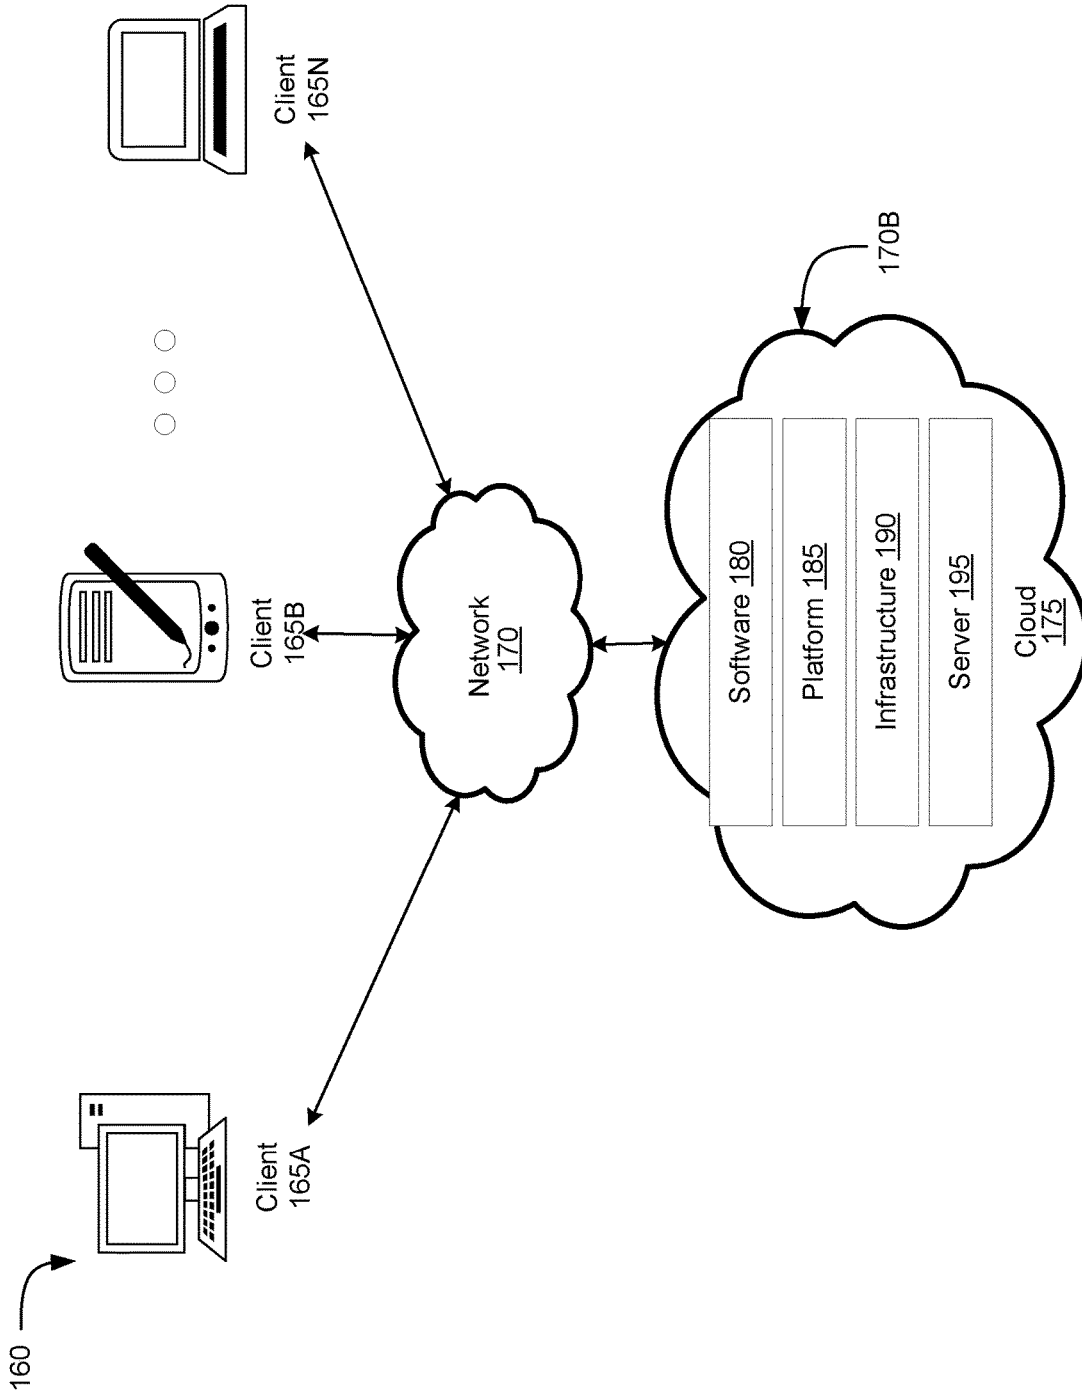 160
Client
165A
Client
165B
Client
165N
Network
170
170B
Software 180
Platform 185
Infrastructure 190
Server 195
Cloud
175